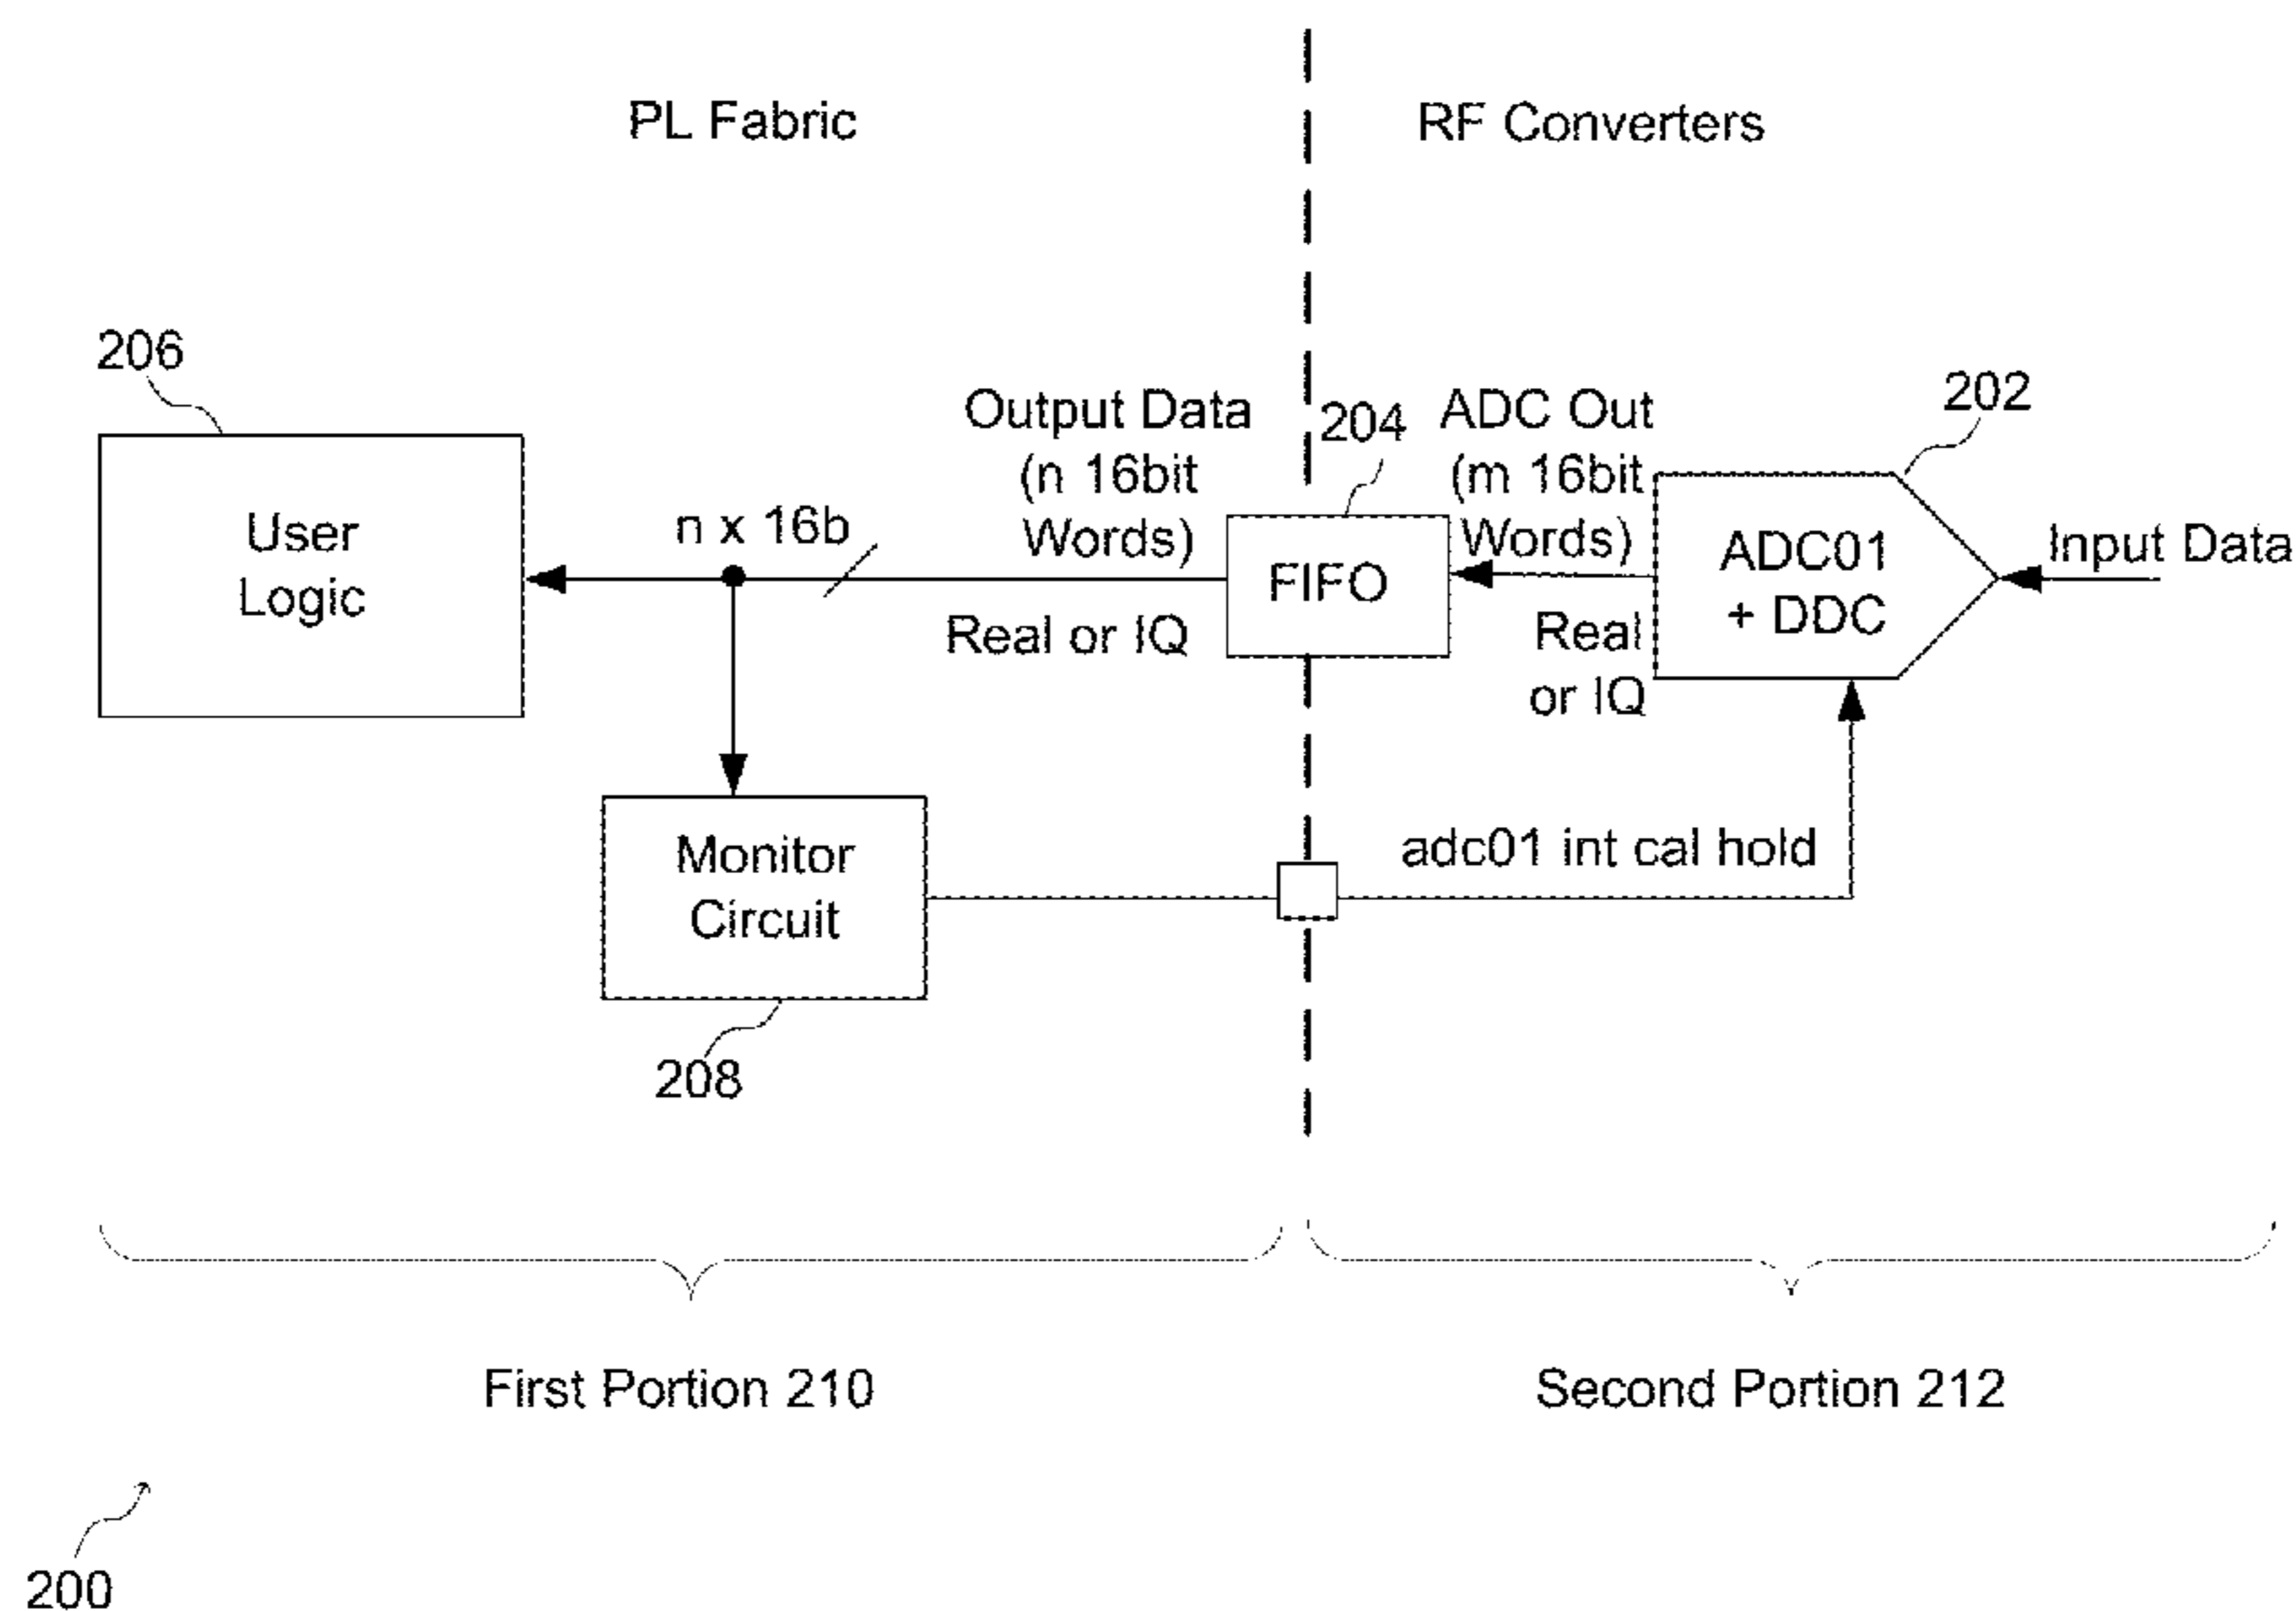 PL Fabric
RF Converters
206
Output Data
(n 16bit
Words)
204
ADC Out
(m 16bit
Words)
202
User
Logic
n x 16b
FIFO
ADC01
+ DDC
Input Data
Real or IQ
Real
or IQ
Monitor
Circuit
adc01 int cal hold
208
First Portion 210
Second Portion 212
200